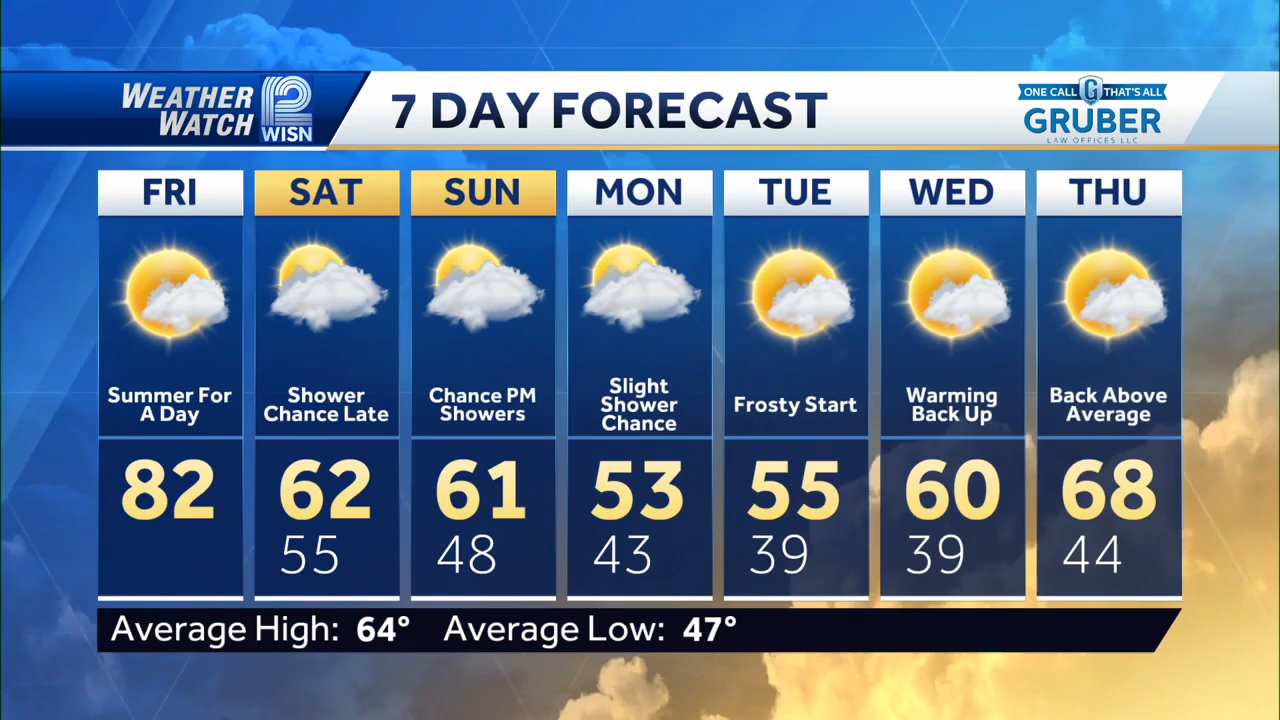 WEATHER WATCH 12 WISN
7 DAY FORECAST
ONE CALL G THAT'S ALL
GRUBER
LAW OFFICES LLC
FRI SAT SUN MON TUE WED THU
Summer For A Day
Shower Chance Late
Chance PM Showers
Slight Shower Chance
Frosty Start
Warming Back Up
Back Above Average
82 62 61 53 55 60 68
55 48 43 39 39 44
Average High: 64° Average Low: 47°